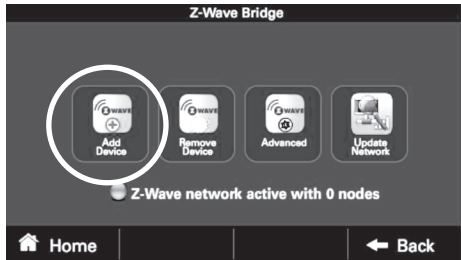 Z-Wave Bridge
Z WAVE Z WAVE Z WAVE
Add Device Remove Device Advanced Update Network
Z-Wave network active with 0 nodes
Home Back